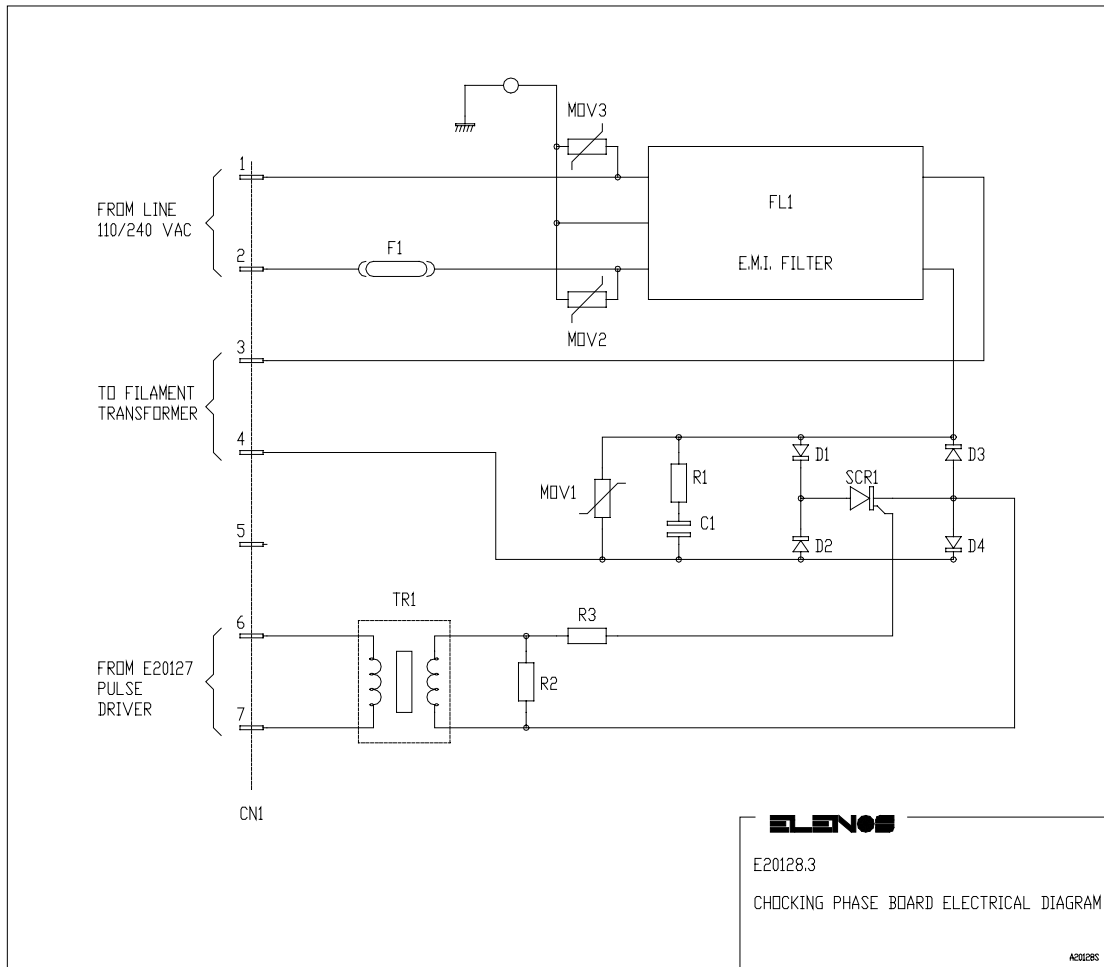 MOV3
1
FROM LINE
110/240 VAC
FL1
F1
2
E.M.I. FILTER
MOV2
3
TO FILAMENT
TRANSFORMER
4
D1
D3
SCR1
R1
MOV1
C1
5
D2
D4
TR1
6
R3
FROM E20127
PULSE
DRIVER
R2
7
CN1
ELENOS
E20128.3
CHOCKING PHASE BOARD ELECTRICAL DIAGRAM
A20128S